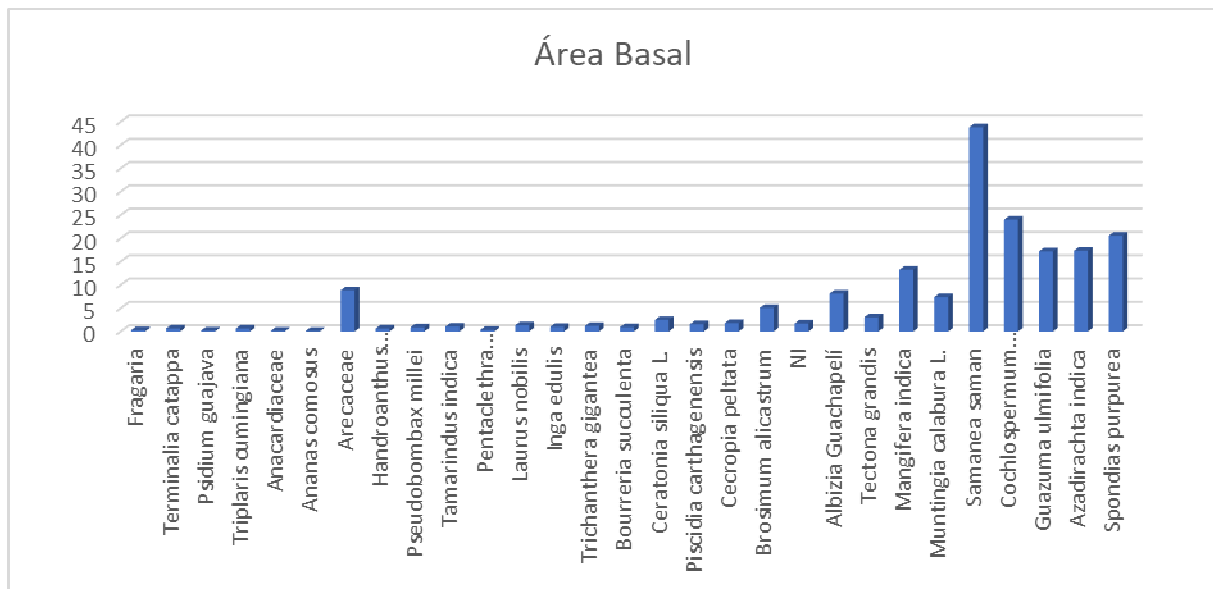 Área Basal
45
40
35
30
25
20
15
10
5
0
Fragaria
Terminalia catappa
Psidium guajava
Triplaris cumingiana
Anacardiaceae
Ananas comosus
Arecaceae
Handroanthus...
Pseudobombax millei
Tamarindus indica
Pentaclethra...
Laurus nobilis
Inga edulis
Trichanthera gigantea
Bourreria succulenta
Ceratonia siliqua L.
Piscidia carthagenensis
Cecropia peltata
Brosimum alicastrum
NI
Albizia Guachapeli
Tectona grandis
Mangifera indica
Muntingia calabura L.
Samanea saman
Cochlospermum...
Guazuma ulmifolia
Azadirachta indica
Spondias purpurea